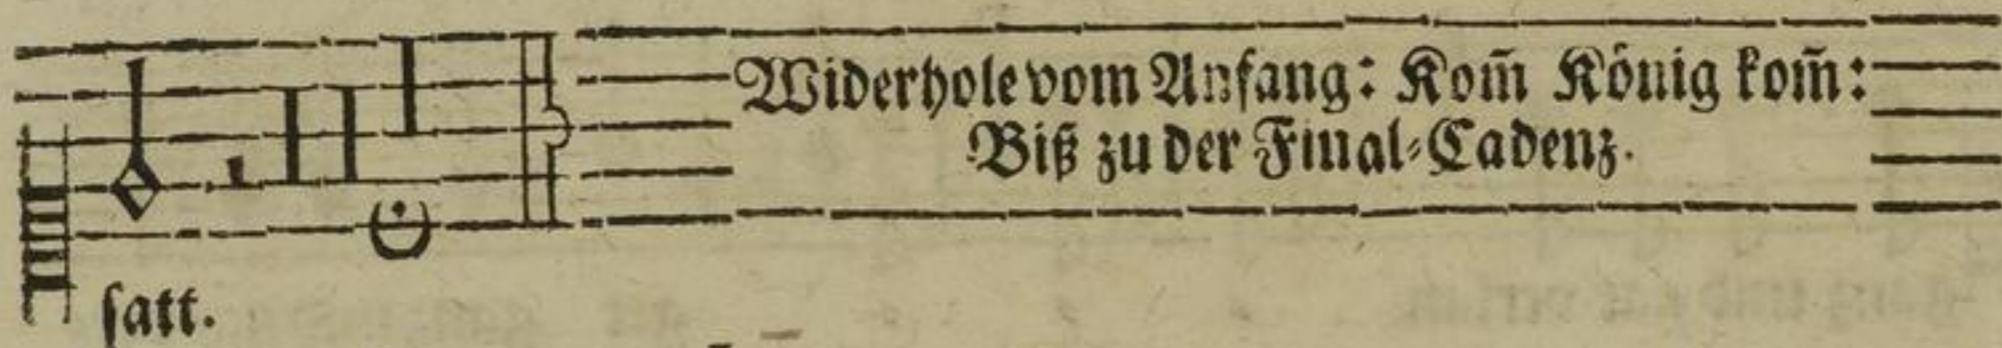 Widerhole vom Anfang: Kom̃ König kom̃:
Biß zu der Final-Cadenz.
ſatt.